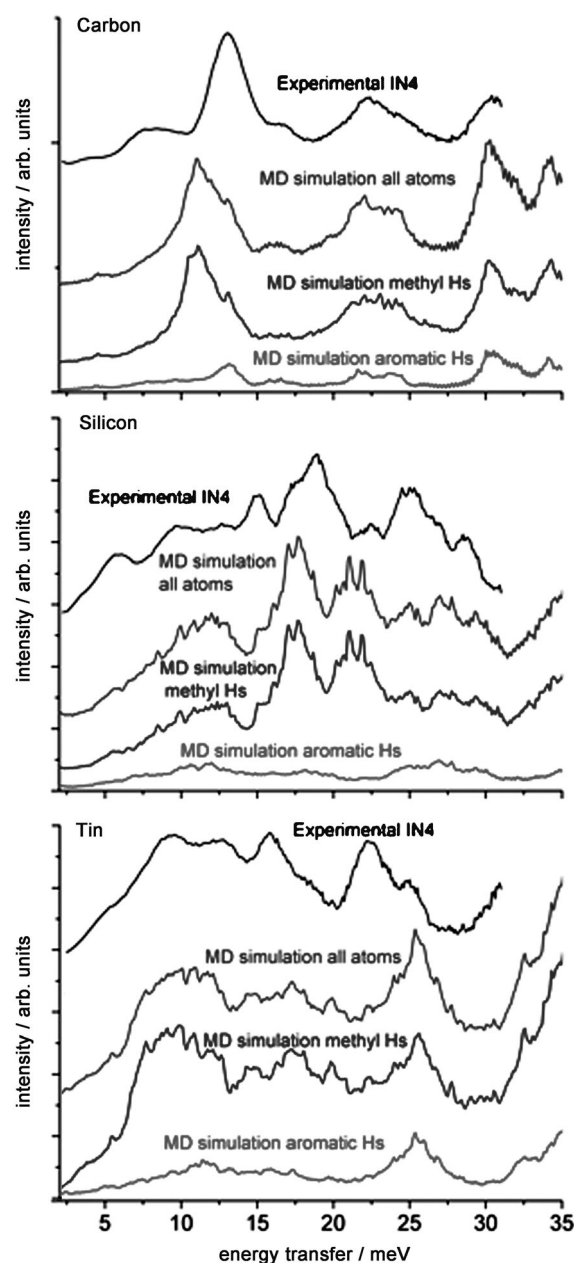 Carbon
Experimental IN4
MD simulation all atoms
MD simulation methyl Hs
MD simulation aromatic Hs
intensity / arb. units
Silicon
Experimental IN4
MD simulation
all atoms
MD simulation
methyl Hs
MD simulation aromatic Hs
intensity / arb. units
Tin
Experimental IN4
MD simulation all atoms
MD simulation methyl Hs
MD simulation aromatic Hs
intensity / arb. units
5 10 15 20 25 30 35
energy transfer / meV